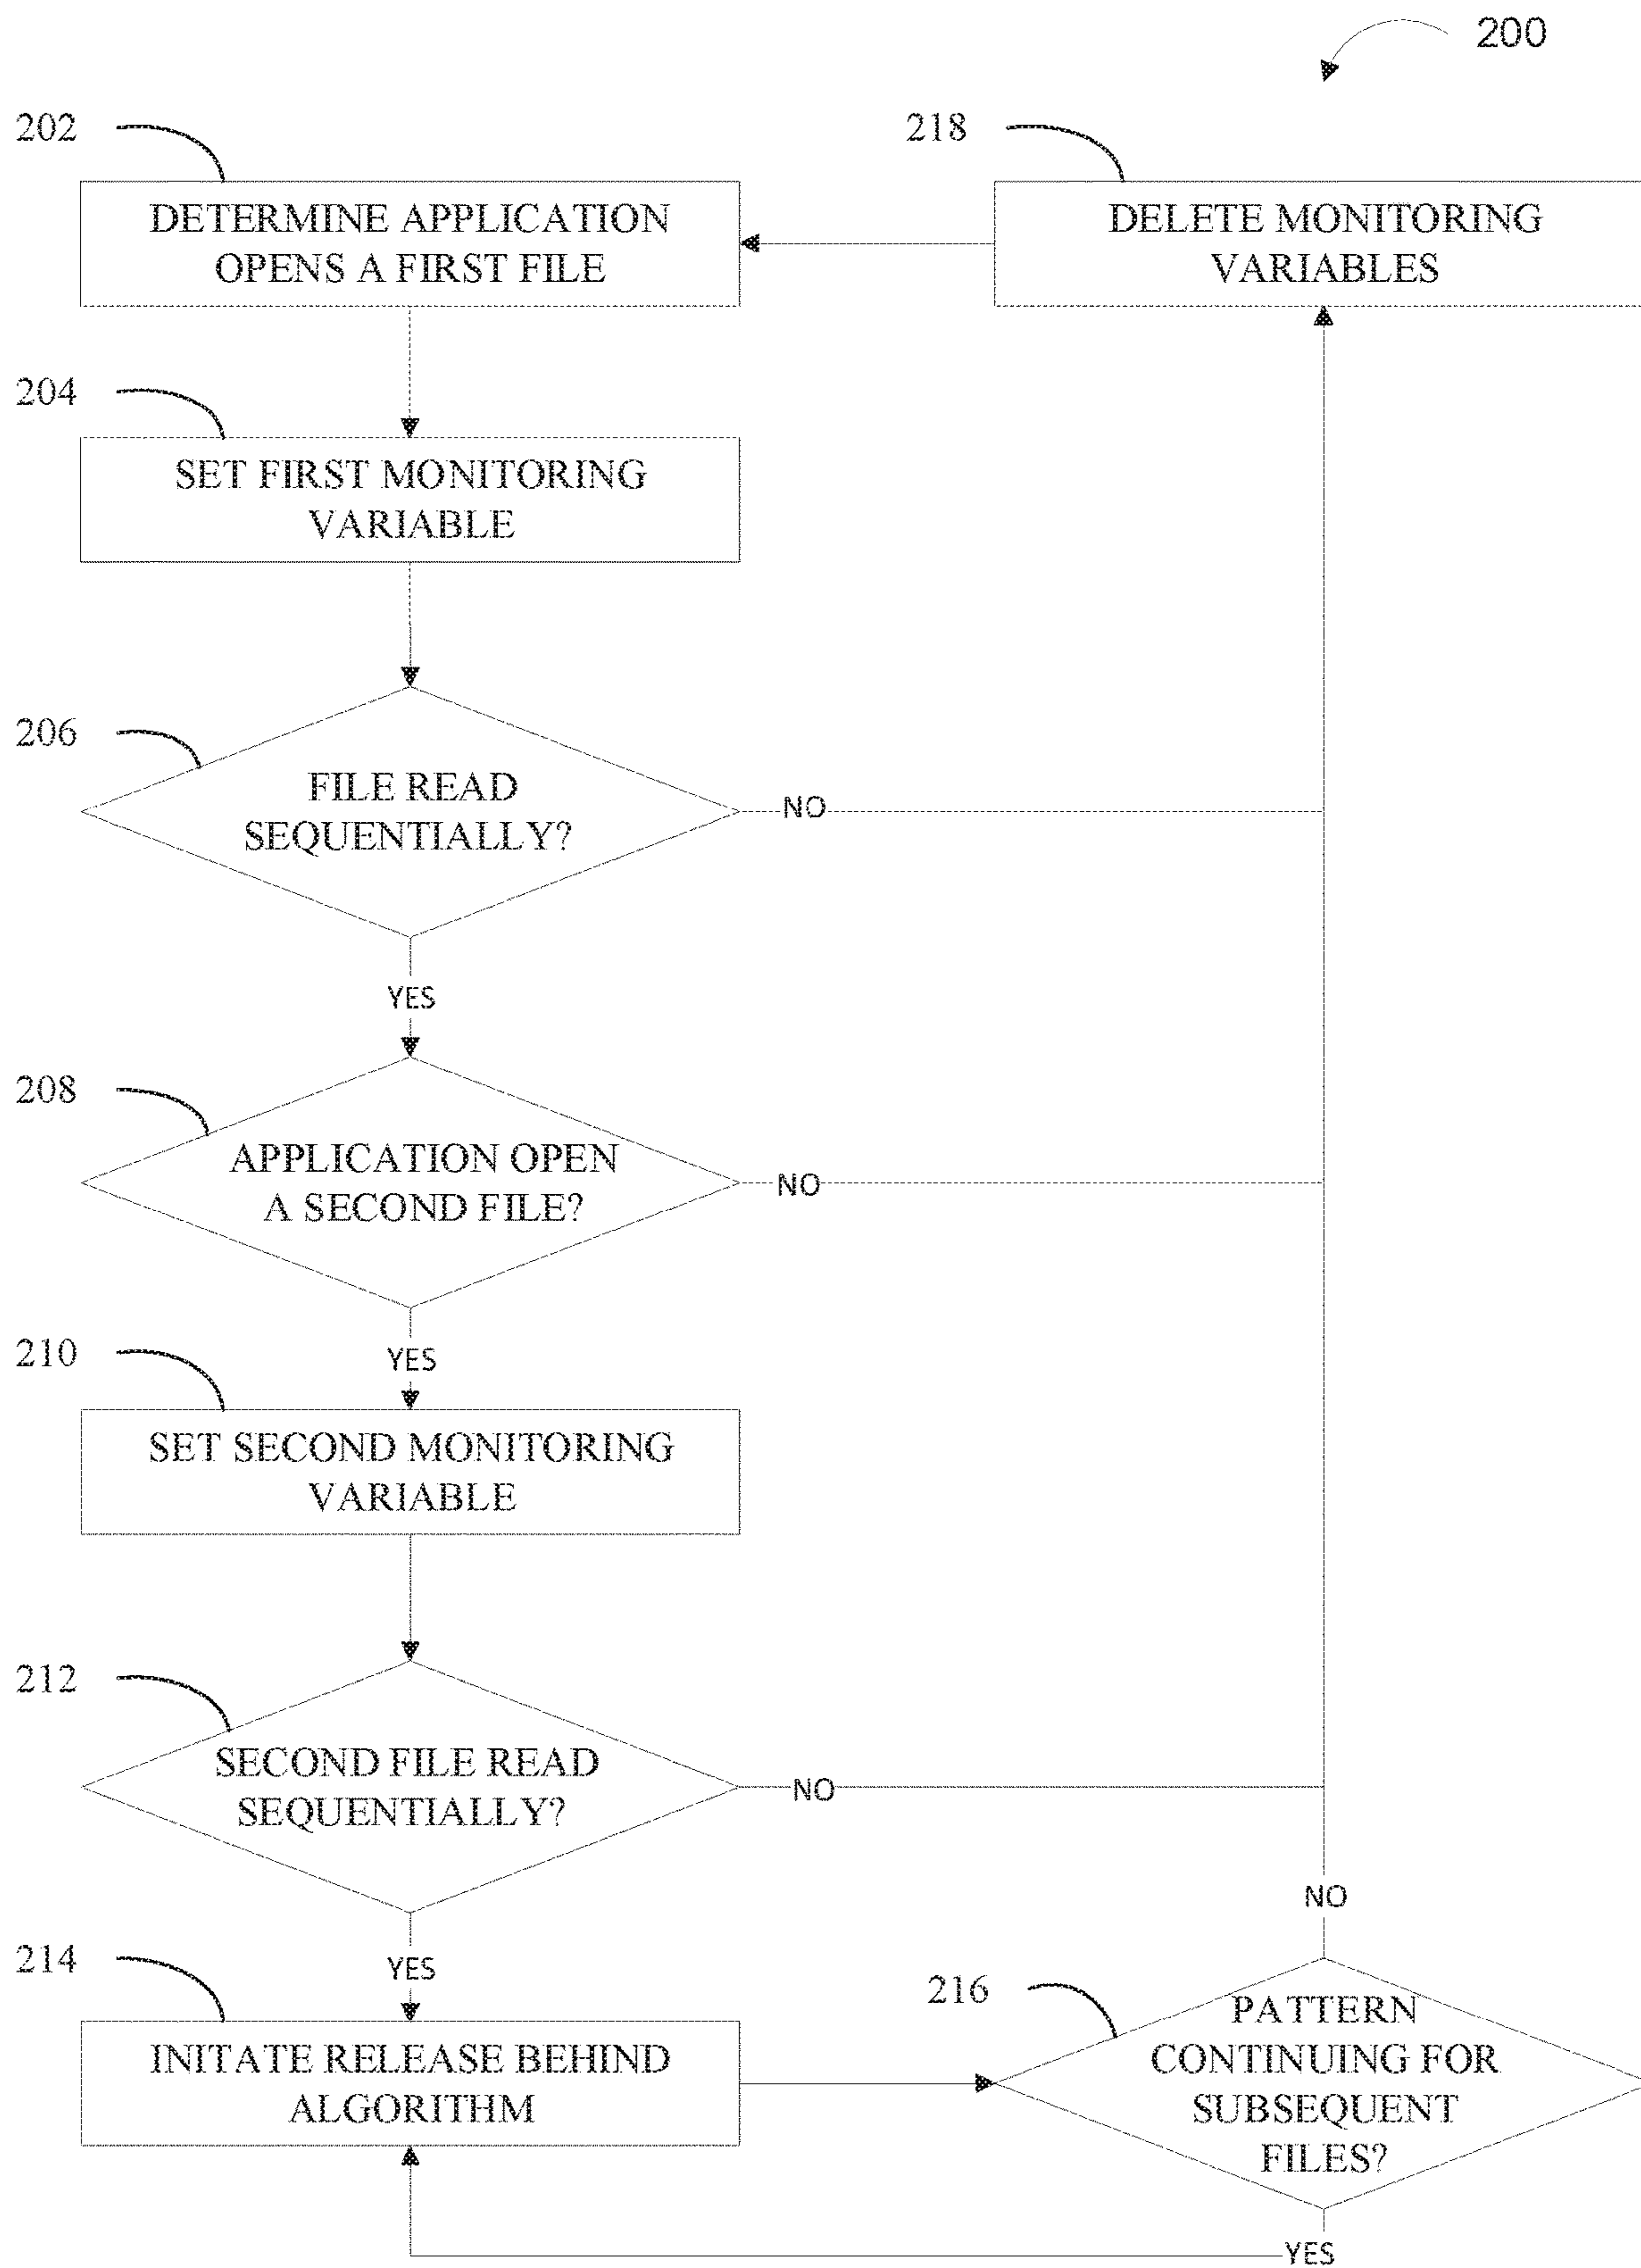 200
202
218
DETERMINE APPLICATION
OPENS A FIRST FILE
DELETE MONITORING
VARIABLES
204
SET FIRST MONITORING
VARIABLE
206
FILE READ
SEQUENTIALLY?
NO
YES
208
APPLICATION OPEN
A SECOND FILE?
NO
YES
210
SET SECOND MONITORING
VARIABLE
212
SECOND FILE READ
SEQUENTIALLY?
NO
YES
214
INITATE RELEASE BEHIND
ALGORITHM
NO
216
PATTERN
CONTINUING FOR
SUBSEQUENT
FILES?
YES